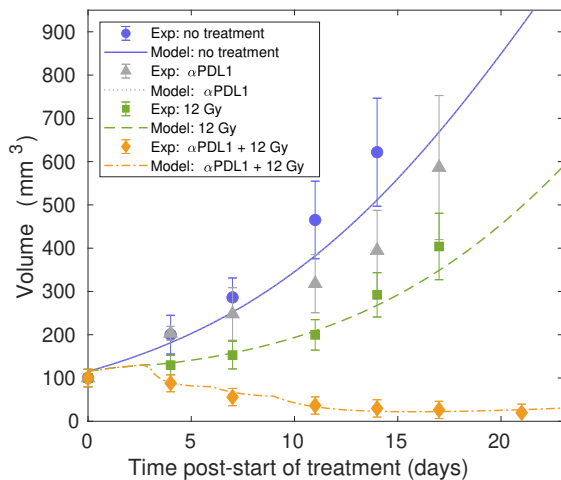 Exp: no treatment
Model: no treatment
Exp: αPDL1
Model: αPDL1
Exp: 12 Gy
Model: 12 Gy
Exp: αPDL1 + 12 Gy
Model: αPDL1 + 12 Gy
Volume (mm³)
900
800
700
600
500
400
300
200
100
0
0 5 10 15 20
Time post-start of treatment (days)